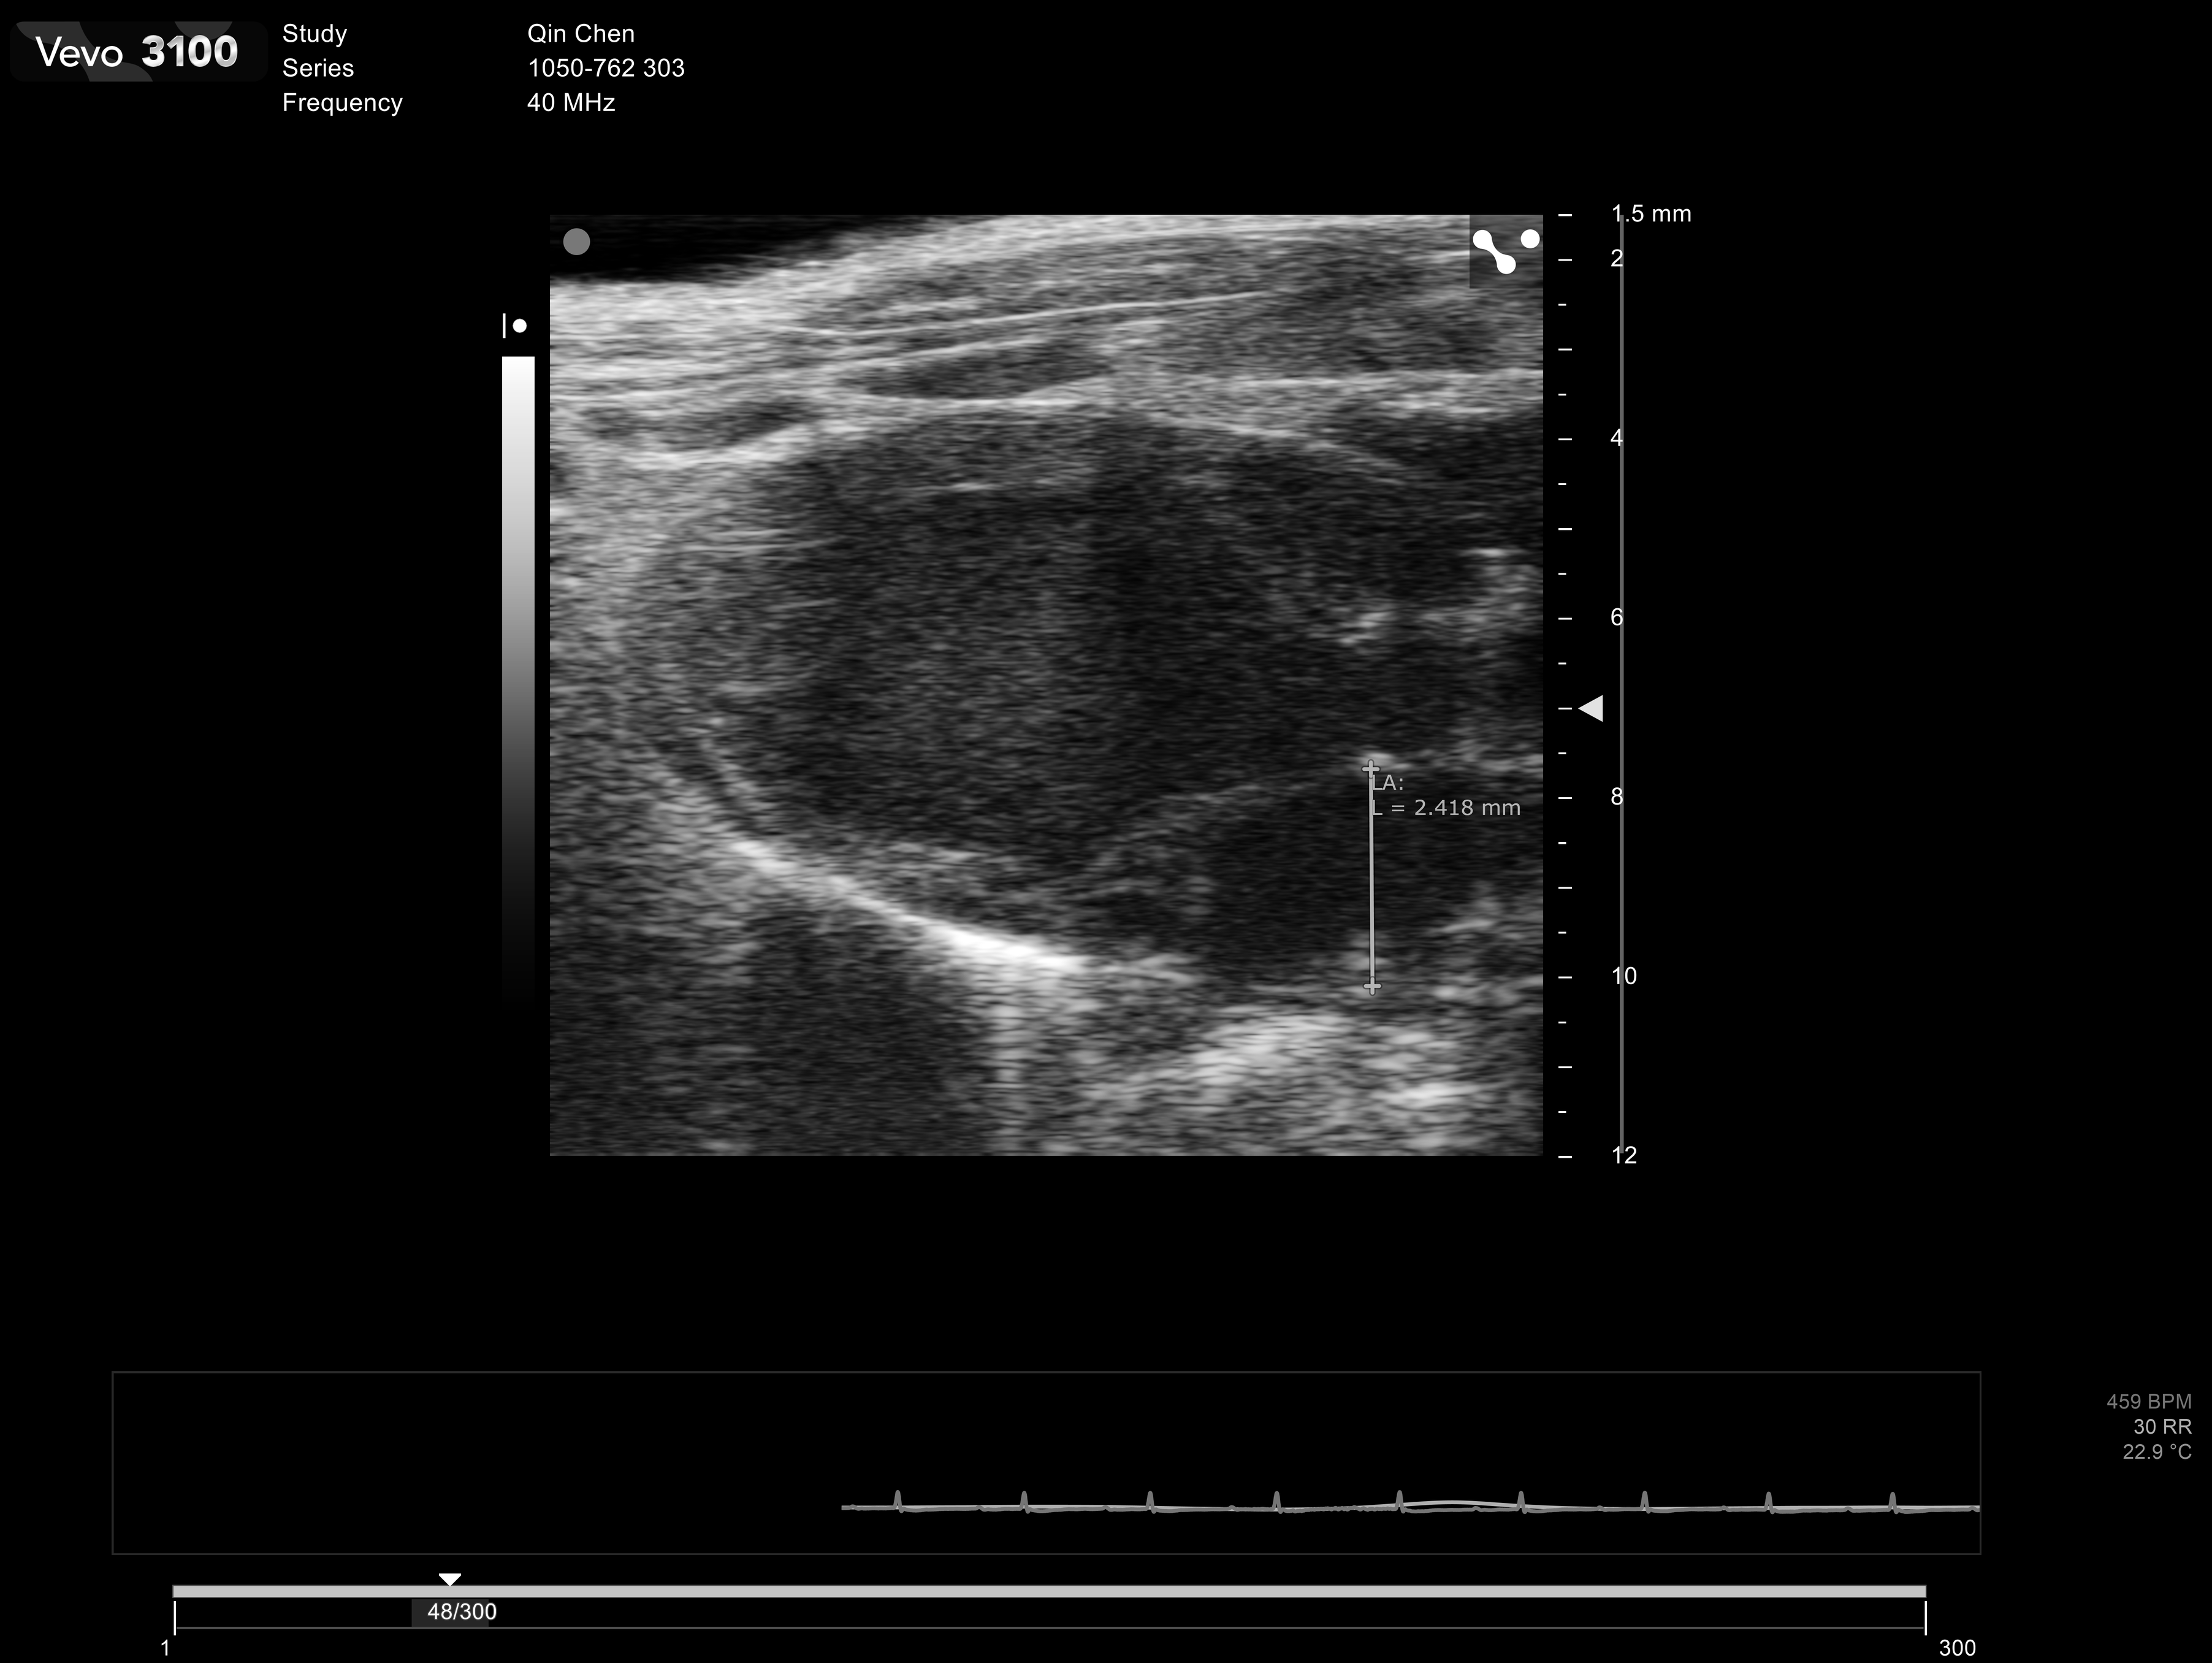 Vevo 3100
Study Qin Chen
Series 1050-762 303
Frequency 40 MHz
1.5 mm
2
4
6
LA:
L = 2.418 mm
8
10
12
459 BPM
30 RR
22.9 °C
48/300
1
300